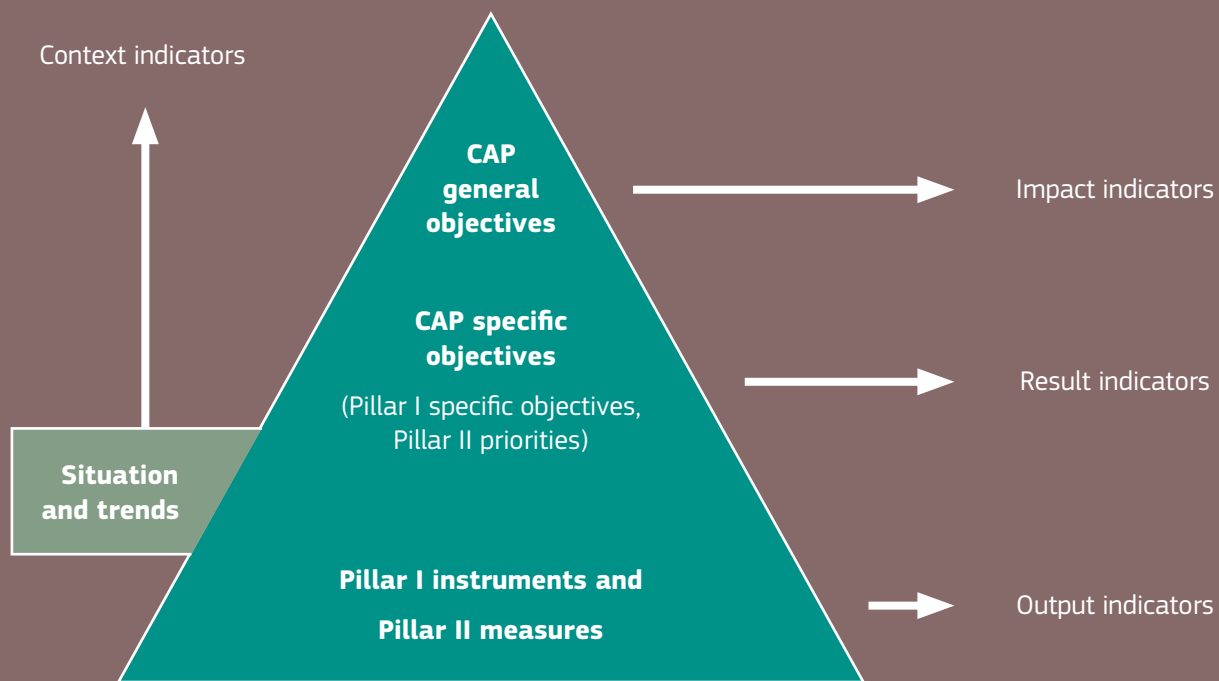 Context indicators
CAP
general
objectives
Impact indicators
CAP specific
objectives
(Pillar I specific objectives,
Pillar II priorities)
Result indicators
Situation
and trends
Pillar I instruments and
Pillar II measures
Output indicators